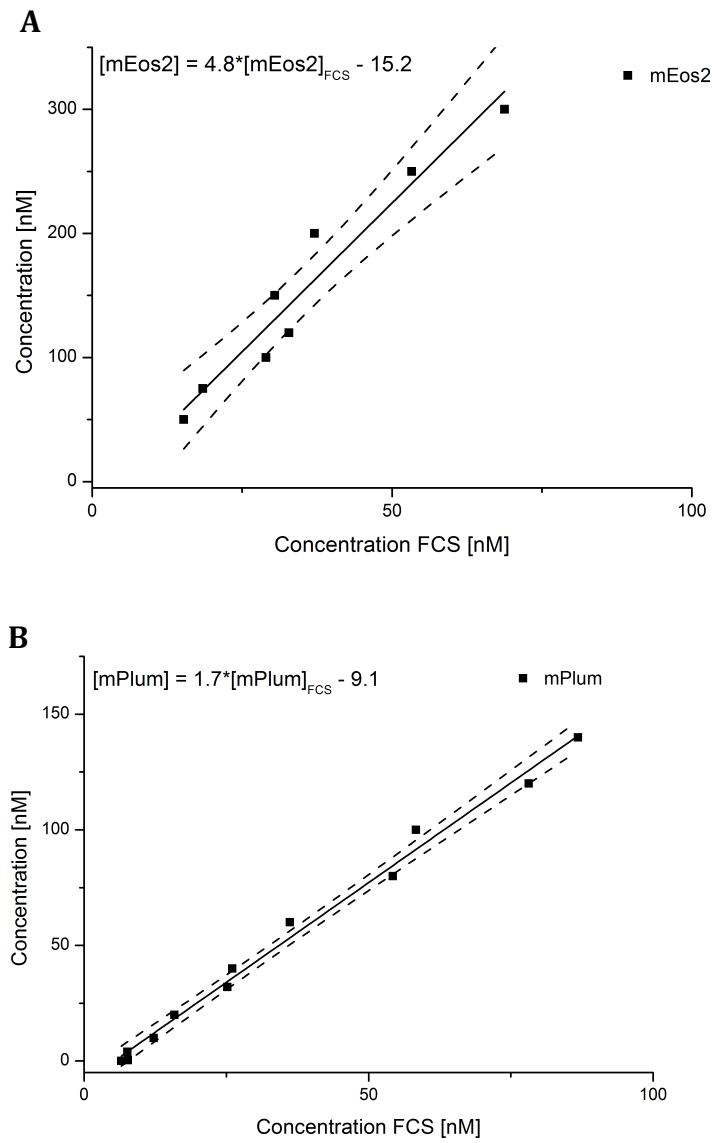 A
[mEos2] = 4.8*[mEos2]FCS - 15.2
mEos2
300
200
100
0
Concentration [nM]
0 50 100
Concentration FCS [nM]
B
[mPlum] = 1.7*[mPlum]FCS - 9.1
mPlum
150
100
50
0
Concentration [nM]
0 50 100
Concentration FCS [nM]